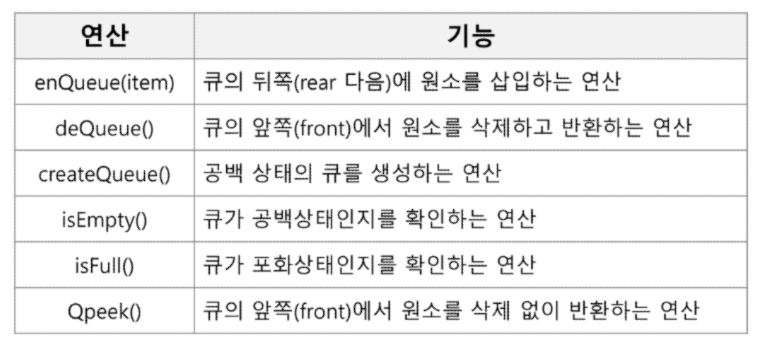 연산 기능
enQueue(item) 큐의 뒤쪽(rear 다음)에 원소를 삽입하는 연산
deQueue() 큐의 앞쪽(front)에서 원소를 삭제하고 반환하는 연산
createQueue() 공백 상태의 큐를 생성하는 연산
isEmpty() 큐가 공백상태인지를 확인하는 연산
isFull() 큐가 포화상태인지를 확인하는 연산
Qpeek() 큐의 앞쪽(front)에서 원소를 삭제 없이 반환하는 연산